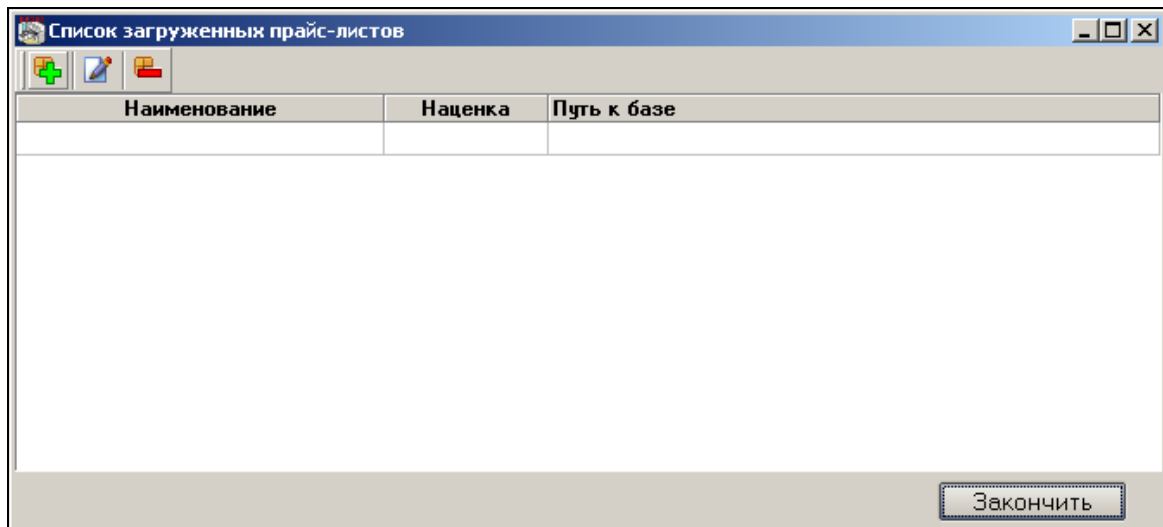 Список загруженных прайс-листов
Наименование Наценка Путь к базе
Закончить